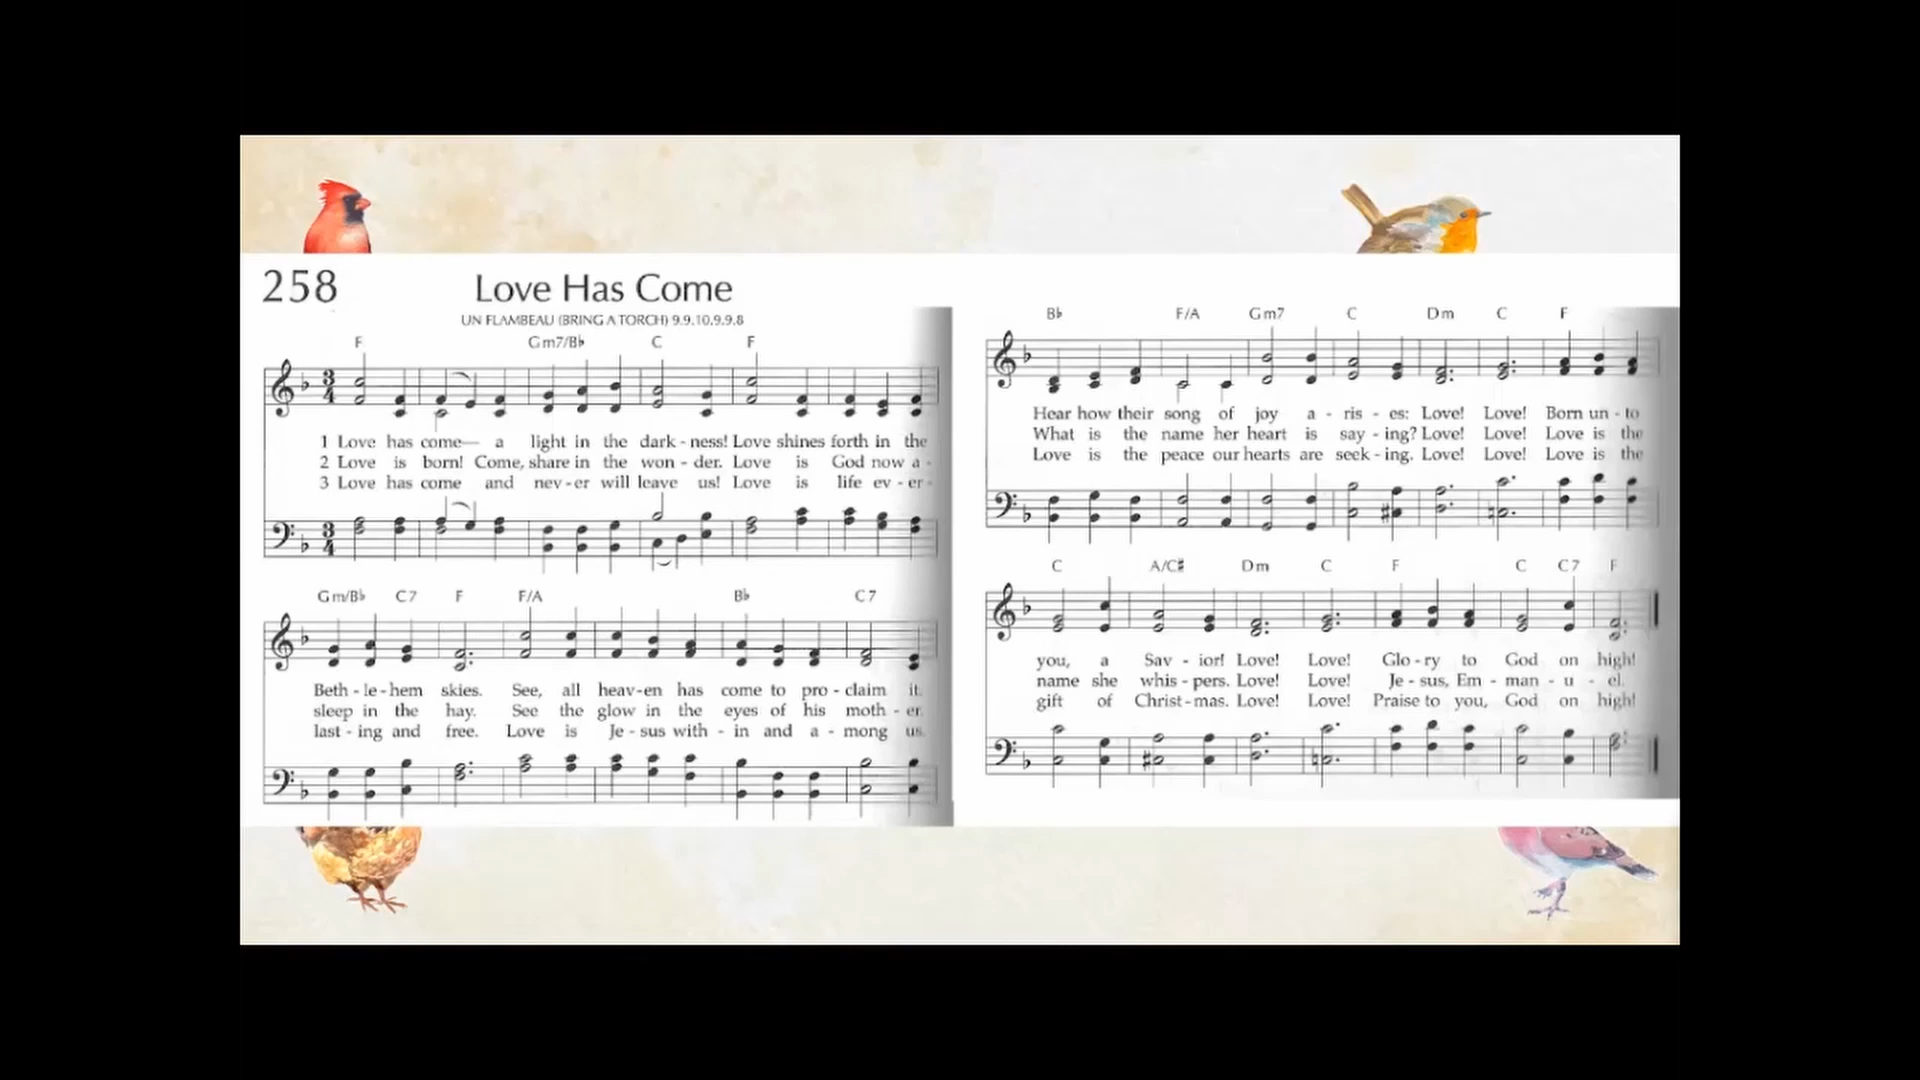 258
Love Has Come
UN FLAMBEAU (BRING A TORCH) 9.9.10.9.9.8
F Gm7/B♭ C F
3 4
1 Love has come— a light in the dark - ness! Love shines forth in the
2 Love is born! Come, share in the won - der. Love is God now a -
3 Love has come and nev - er will leave us! Love is life ev - er -
3 4
Gm/B♭ C7 F F/A B♭ C7
Beth - le - hem skies. See, all heav - en has come to pro - claim it.
sleep in the hay. See the glow in the eyes of his moth - er.
last - ing and free. Love is Je - sus with - in and a - mong us.
B♭ F/A Gm7 C Dm C F
Hear how their song of joy a - ris - es: Love! Love! Born un - to
What is the name her heart is say - ing? Love! Love! Love is the
Love is the peace our hearts are seek - ing. Love! Love! Love is the
C A/C♯ Dm C F C C7 F
you, a Sav - ior! Love! Love! Glo - ry to God on high!
name she whis - pers. Love! Love! Je - sus, Em - man - u - el.
gift of Christ - mas. Love! Love! Praise to you, God on high!